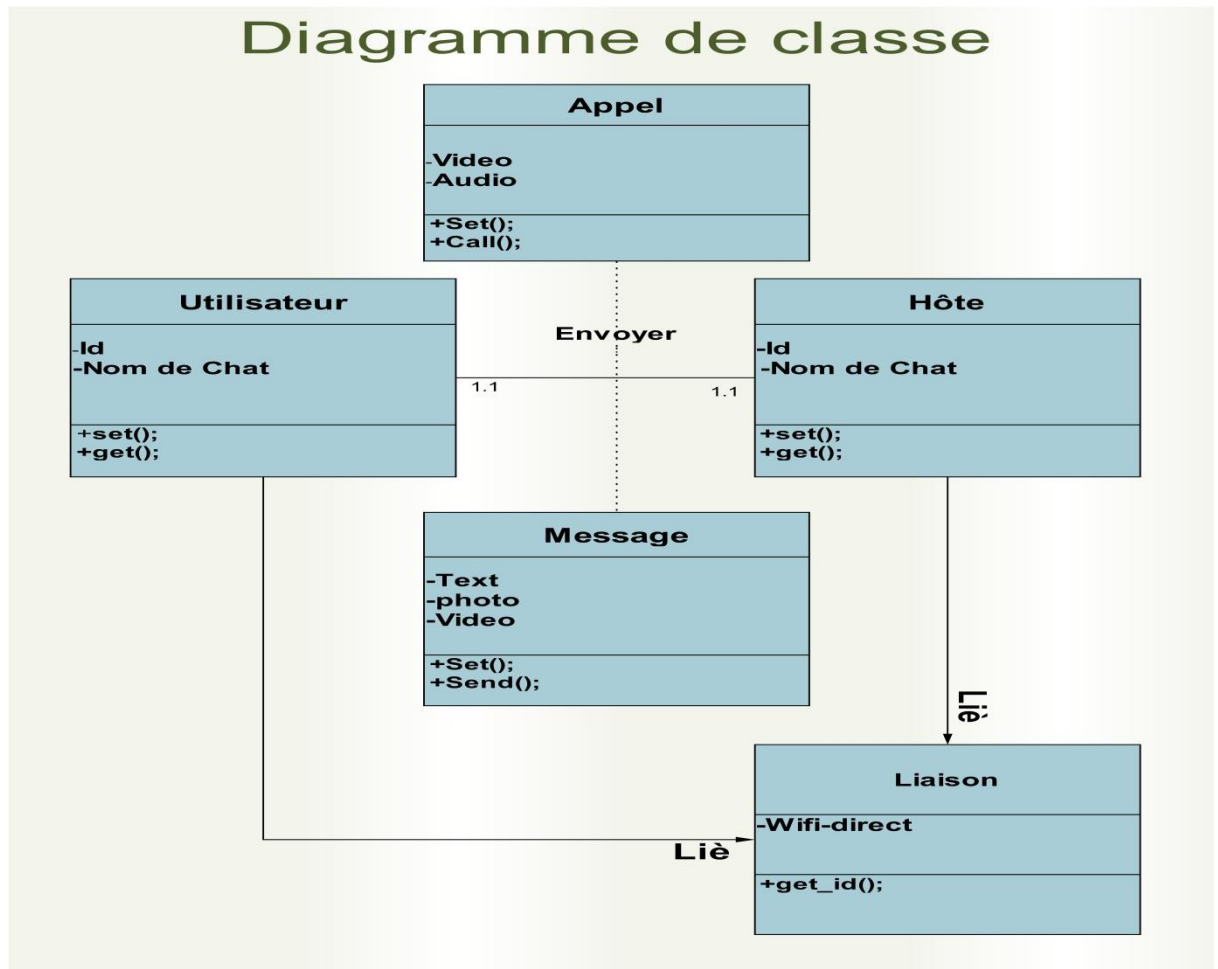 Diagramme de classe
Appel
-Video
-Audio
+Set();
+Call();
Utilisateur
-Id
-Nom de Chat
+set();
+get();
Envoyer
1.1
1.1
Hôte
-Id
-Nom de Chat
+set();
+get();
Message
-Text
-photo
-Video
+Set();
+Send();
Liè
Liè
Liaison
-Wifi-direct
+get_id();